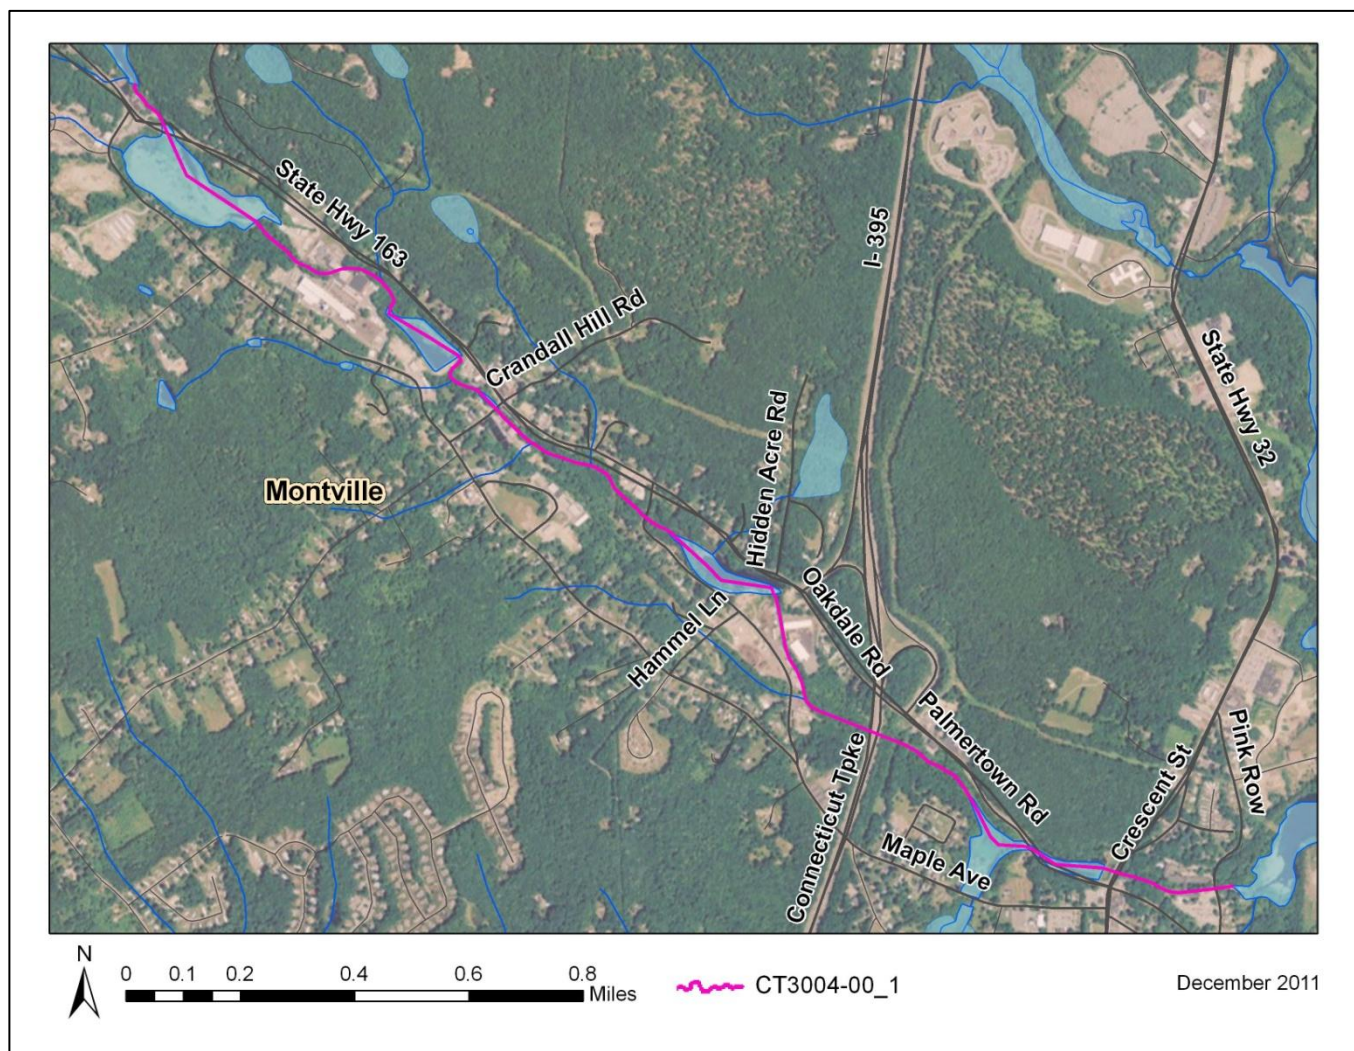 State Hwy 163
I- 395
Crandall Hill Rd
State Hwy 32
Hidden Acre Rd
Montville
Oakdale Rd
Hammel Ln
Palmertown Rd
Pink Row
Connecticut Tpke
Crescent St
Maple Ave
N
0 0.1 0.2 0.4 0.6 0.8
Miles
CT3004-00_1
December 2011